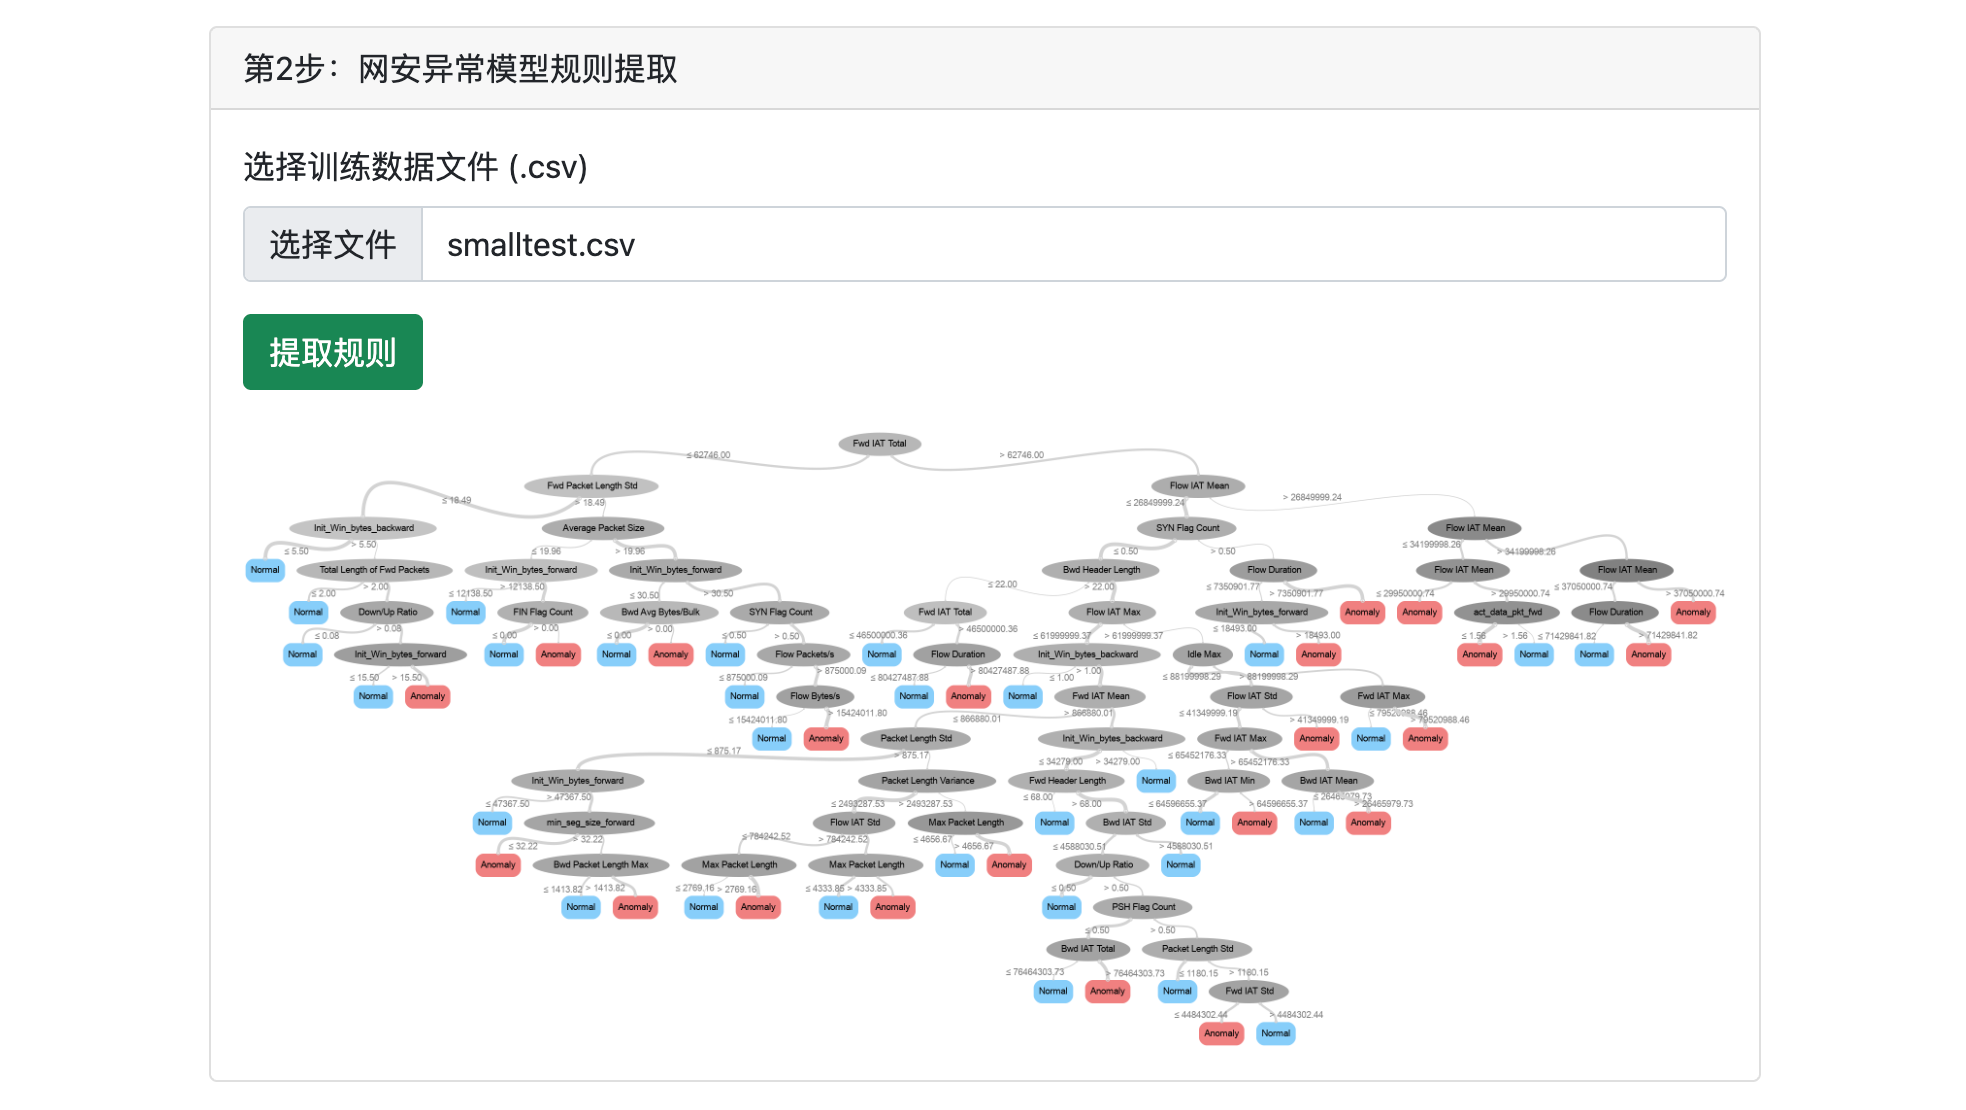 第2步：网安异常模型规则提取
选择训练数据文件 (.csv)
选择文件 smalltest.csv
提取规则
Fwd IAT Total
≤ 62746.00 > 62746.00
Fwd Packet Length Std Flow IAT Mean
≤ 18.49 > 18.49 ≤ 26849999.24 > 26849999.24
Init_Win_bytes_backward Average Packet Size SYN Flag Count Flow IAT Mean
≤ 5.50 > 5.50 ≤ 19.96 > 19.96 ≤ 0.50 > 0.50 ≤ 34199998.26 > 34199998.26
Normal Total Length of Fwd Packets Init_Win_bytes_forward Init_Win_bytes_forward Bwd Header Length Flow Duration Flow IAT Mean Flow IAT Mean
≤ 2.00 > 2.00 ≤ 12138.50 > 12138.50 ≤ 30.50 > 30.50 ≤ 22.00 > 22.00 ≤ 7350901.77 > 7350901.77 ≤ 29950000.74 > 29950000.74 ≤ 37050000.74 > 37050000.74
Normal Down/Up Ratio Normal FIN Flag Count Bwd Avg Bytes/Bulk SYN Flag Count Fwd IAT Total Flow IAT Max Init_Win_bytes_forward Anomaly Anomaly act_data_pkt_fwd Flow Duration Anomaly
≤ 0.08 > 0.08 ≤ 0.00 > 0.00 ≤ 0.00 > 0.00 ≤ 0.50 > 0.50 ≤ 46500000.36 > 46500000.36 ≤ 61999999.37 > 61999999.37 ≤ 18493.00 > 18493.00 ≤ 1.56 > 1.56 ≤ 71429841.82 > 71429841.82
Normal Init_Win_bytes_forward Normal Anomaly Normal Anomaly Normal Flow Packets/s Normal Flow Duration Init_Win_bytes_backward Idle Max Normal Anomaly Anomaly Normal Normal Anomaly
≤ 15.50 > 15.50 ≤ 875000.09 > 875000.09 ≤ 80427487.88 > 80427487.88 ≤ 1.00 > 1.00 ≤ 88199998.29 > 88199998.29
Normal Anomaly Normal Flow Bytes/s Normal Anomaly Normal Fwd IAT Mean Flow IAT Std Fwd IAT Max
≤ 15424011.80 > 15424011.80 ≤ 866880.01 > 866880.01 ≤ 41349999.19 > 41349999.19 ≤ 79520988.46 > 79520988.46
Normal Anomaly Packet Length Std Init_Win_bytes_backward Fwd IAT Max Anomaly Normal Anomaly
≤ 875.17 > 875.17 ≤ 34279.00 > 34279.00 ≤ 65452176.33 > 65452176.33
Init_Win_bytes_forward Packet Length Variance Fwd Header Length Normal Bwd IAT Min Bwd IAT Mean
≤ 47367.50 > 47367.50 ≤ 2493287.53 > 2493287.53 ≤ 68.00 > 68.00 ≤ 64596655.37 > 64596655.37 ≤ 26465979.73 > 26465979.73
Normal min_seg_size_forward Flow IAT Std Max Packet Length Normal Bwd IAT Std Normal Anomaly Normal Anomaly
≤ 32.22 > 32.22 ≤ 784242.52 > 784242.52 ≤ 4656.67 > 4656.67 ≤ 4588030.51 > 4588030.51
Anomaly Bwd Packet Length Max Max Packet Length Max Packet Length Normal Anomaly Down/Up Ratio Normal
≤ 1413.82 > 1413.82 ≤ 2769.16 > 2769.16 ≤ 4333.85 > 4333.85 ≤ 0.50 > 0.50
Normal Anomaly Normal Anomaly Normal Anomaly Normal PSH Flag Count
≤ 0.50 > 0.50
Bwd IAT Total Packet Length Std
≤ 76464303.73 > 76464303.73 ≤ 1180.15 > 1180.15
Normal Anomaly Normal Fwd IAT Std
≤ 4484302.44 > 4484302.44
Anomaly Normal